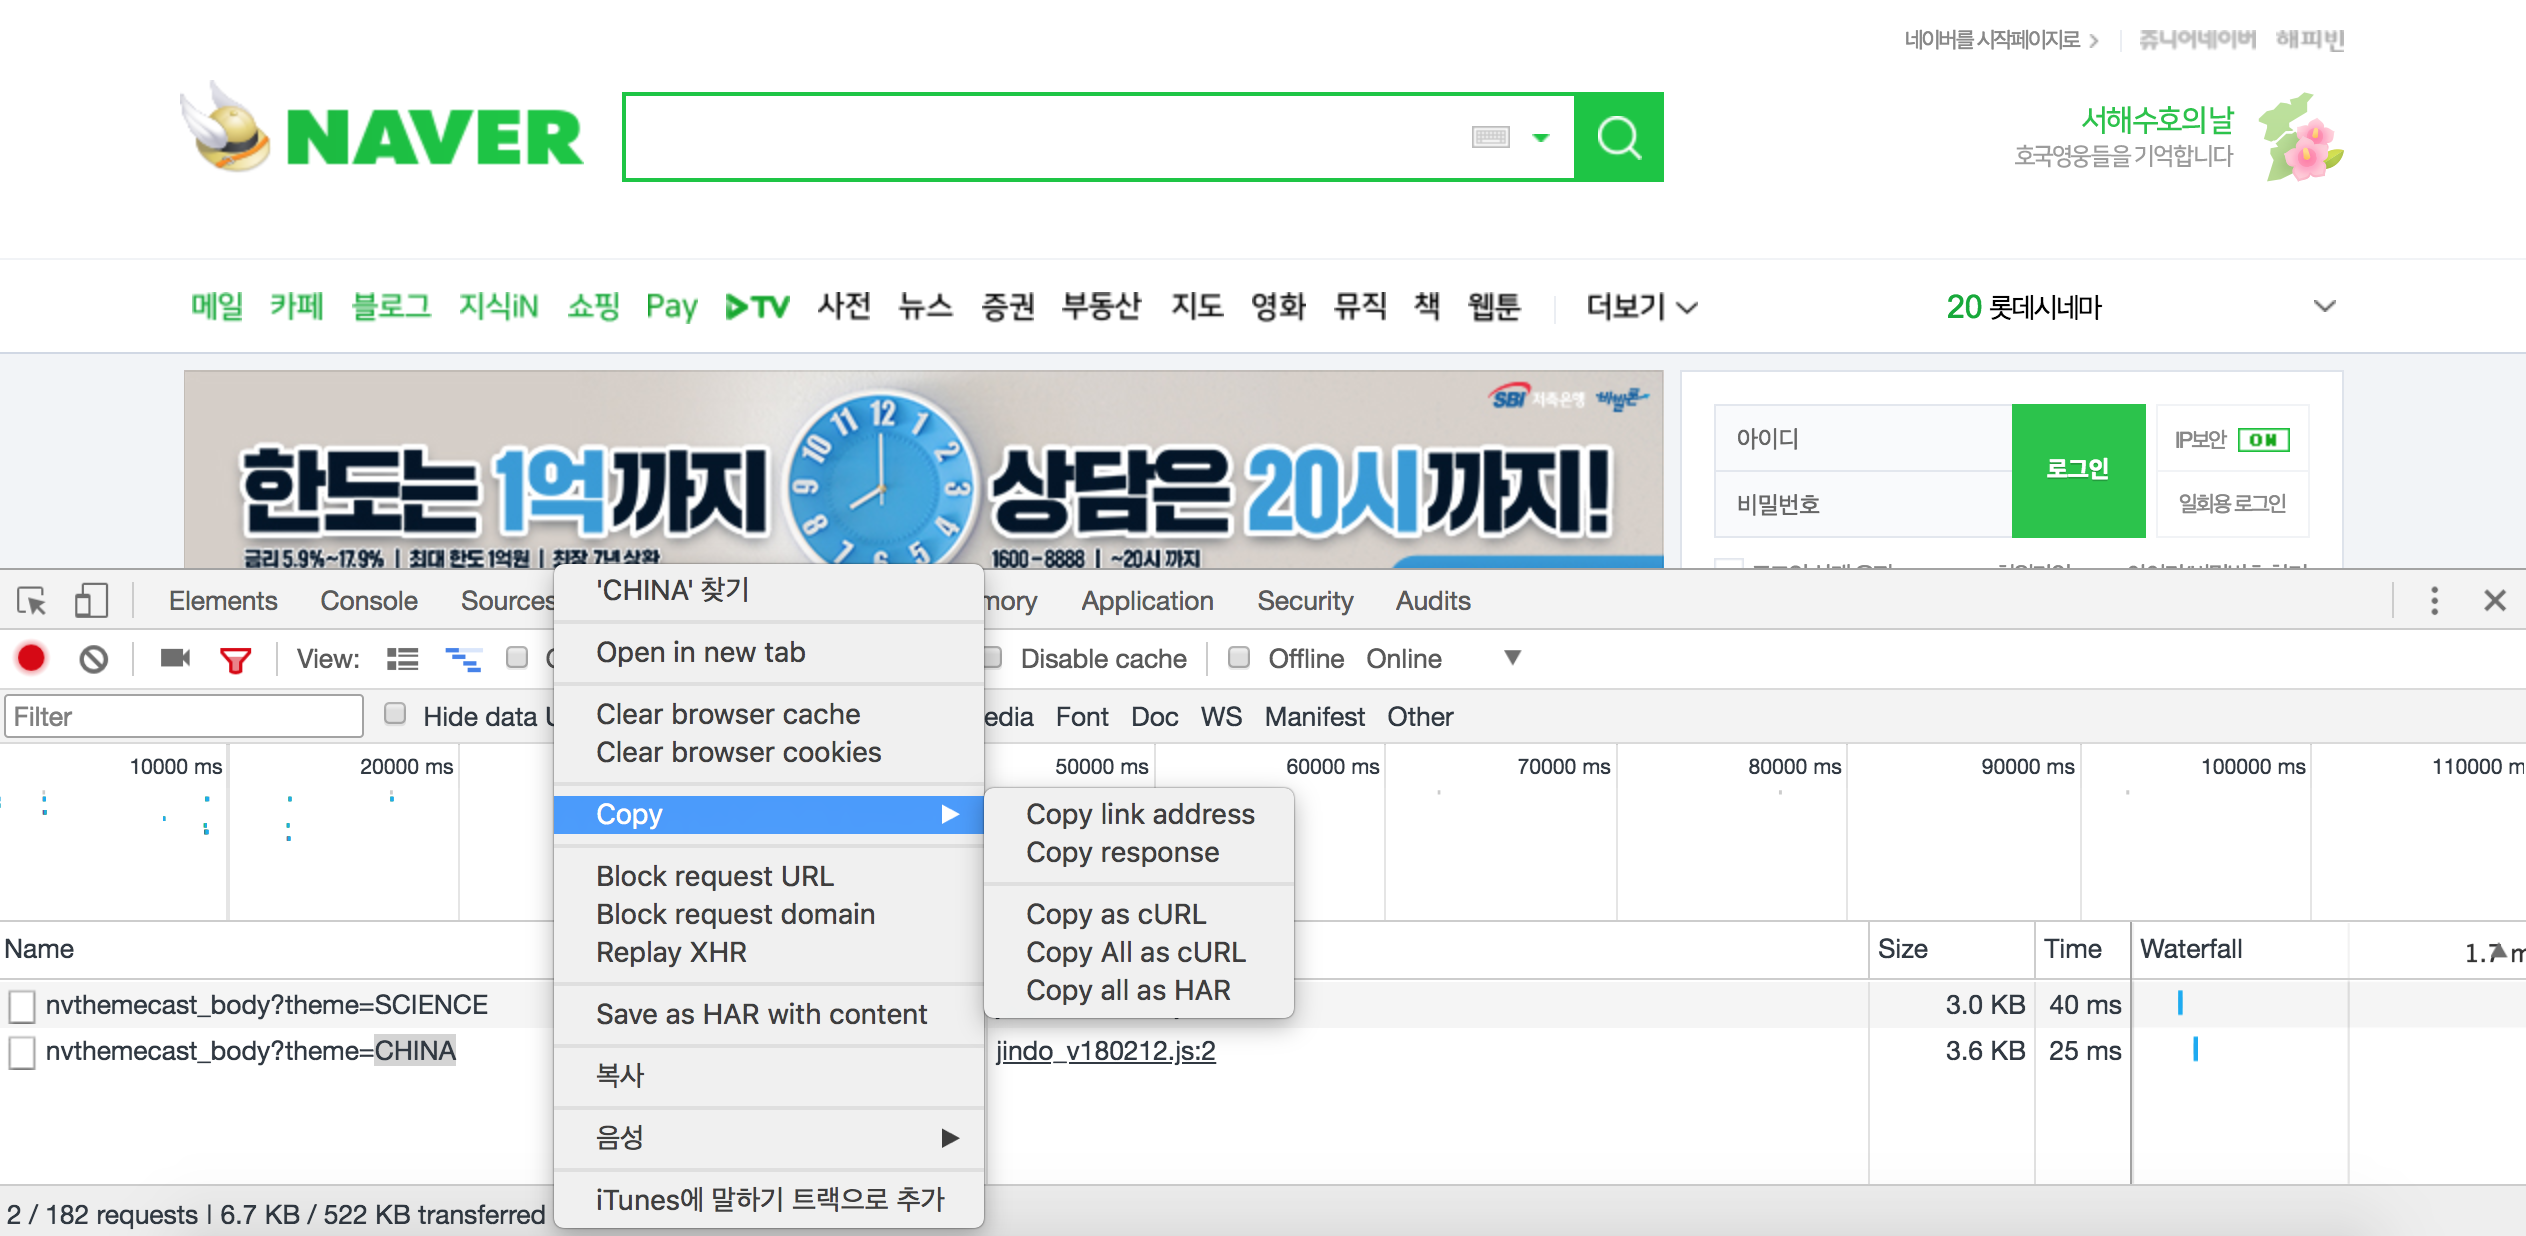 네이버를 시작페이지로
쥬니어네이버 해피빈
NAVER
서해수호의 날
호국영웅들을 기억합니다
메일 카페 블로그 지식iN 쇼핑 Pay TV 사전 뉴스 증권 부동산 지도 영화 뮤직 책 웹툰 더보기
20 롯데시네마
SBI 저축은행 바빌론
한도는 1억까지 상담은 20시까지!
금리 5.9%~17.9% | 최대 한도 1억원 | 최장 7년 상환
1600-8888 | ~20시 까지
12 1 2 3 4 5 6 7 8 9 10 11
아이디
비밀번호
로그인
IP보안 ON
일회용 로그인
Elements Console Sources mory Application Security Audits
View: Disable cache Offline Online
Filter Hide data edia Font Doc WS Manifest Other
10000 ms 20000 ms 50000 ms 60000 ms 70000 ms 80000 ms 90000 ms 100000 ms 110000 m
'CHINA' 찾기
Open in new tab
Clear browser cache
Clear browser cookies
Copy
Block request URL
Block request domain
Replay XHR
Save as HAR with content
복사
음성
iTunes에 말하기 트랙으로 추가
Copy link address
Copy response
Copy as cURL
Copy All as cURL
Copy all as HAR
Name Size Time Waterfall 1.7 m
nvthemecast_body?theme=SCIENCE 3.0 KB 40 ms
nvthemecast_body?theme=CHINA jindo_v180212.js:2 3.6 KB 25 ms
2 / 182 requests | 6.7 KB / 522 KB transferred